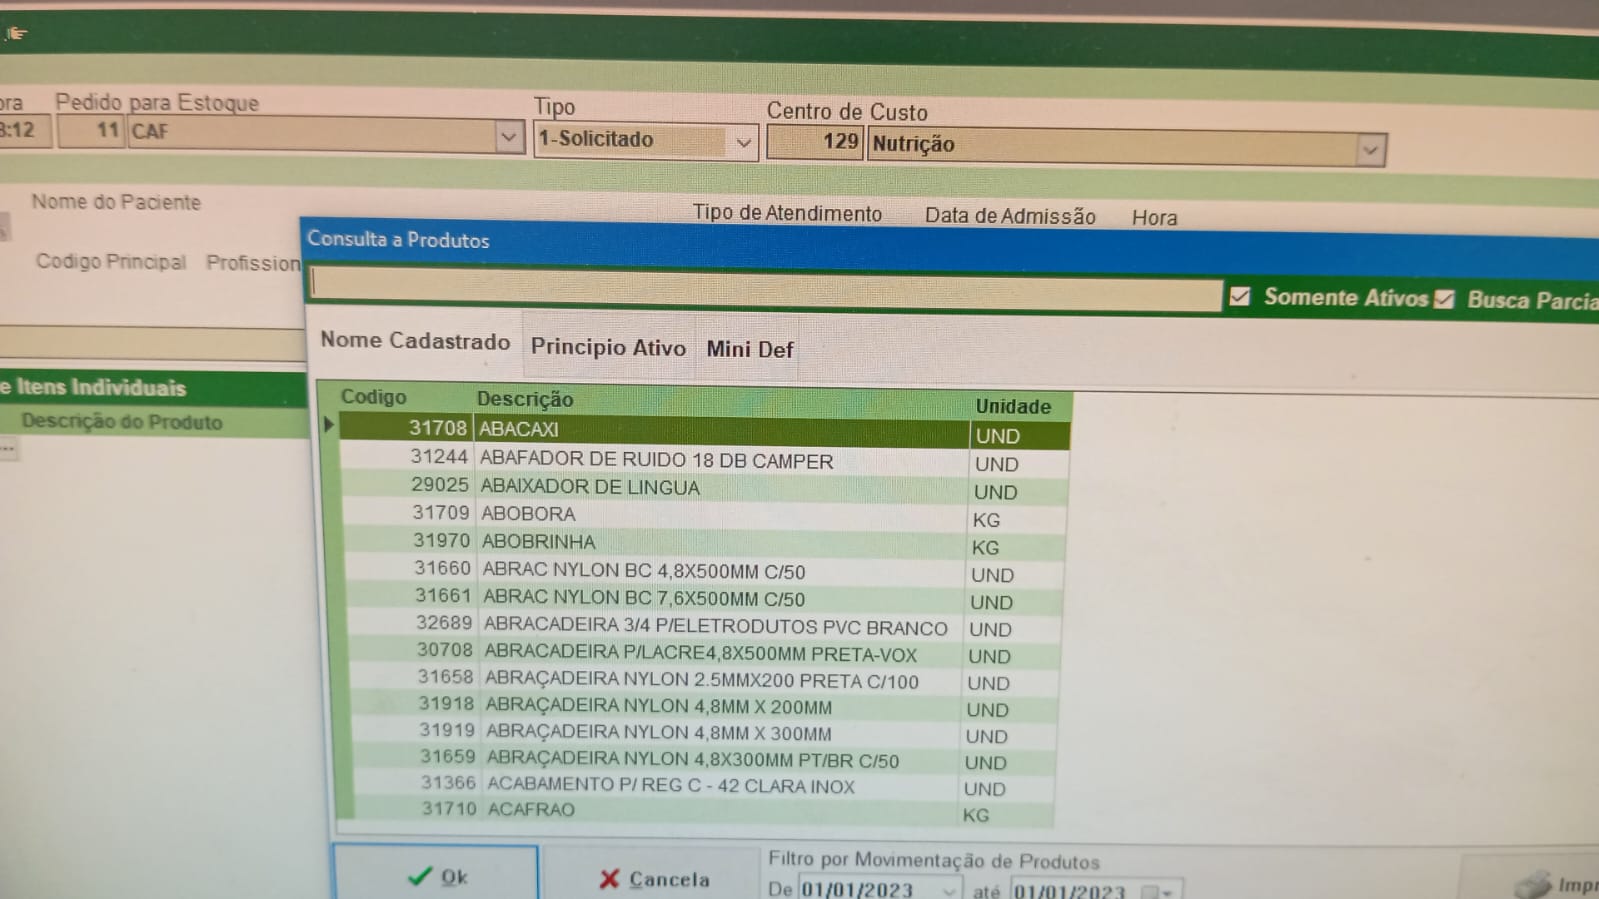 Pedido para Estoque Tipo Centro de Custo
11 CAF 1-Solicitado 129 Nutrição
Nome do Paciente Tipo de Atendimento Data de Admissão Hora
Consulta a Produtos
Codigo Principal
Somente Ativos
Busca
Nome Cadastrado Principio Ativo Mini Def
e Itens Individuais
Descrição do Produto
...
Codigo Descrição Unidade
31708 ABACAXI UND
31244 ABAFADOR DE RUIDO 18 DB CAMPER UND
29025 ABAIXADOR DE LINGUA UND
31709 ABOBORA KG
31970 ABOBRINHA KG
31660 ABRAC NYLON BC 4,8X500MM C/50 UND
31661 ABRAC NYLON BC 7,6X500MM C/50 UND
32689 ABRACADEIRA 3/4 P/ELETRODUTOS PVC BRANCO UND
30708 ABRACADEIRA P/LACRE4,8X500MM PRETA-VOX UND
31658 ABRAÇADEIRA NYLON 2.5MMX200 PRETA C/100 UND
31918 ABRAÇADEIRA NYLON 4,8MM X 200MM UND
31919 ABRAÇADEIRA NYLON 4,8MM X 300MM UND
31659 ABRAÇADEIRA NYLON 4,8X300MM PT/BR C/50 UND
31366 ACABAMENTO P/ REG C - 42 CLARA INOX UND
31710 ACAFRAO KG
Ok Cancela
Filtro por Movimentação de Produtos
De 01/01/2023 até 01/01/2023